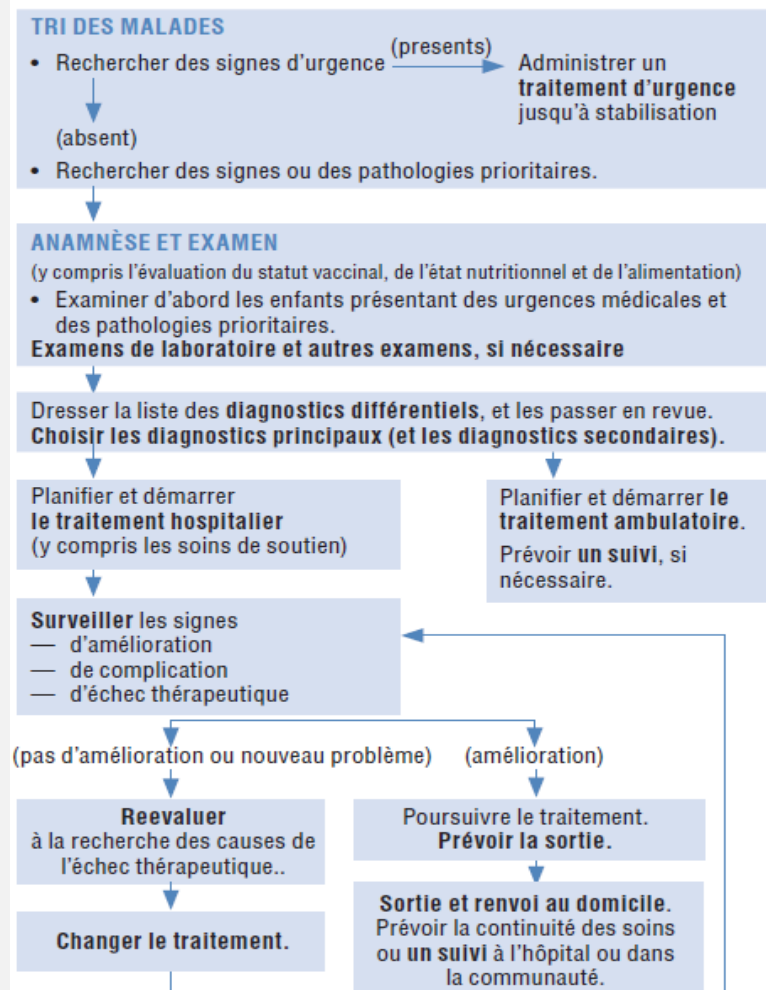 TRI DES MALADES
• Rechercher des signes d'urgence
(presents)
Administrer un
traitement d'urgence
jusqu'à stabilisation
(absent)
• Rechercher des signes ou des pathologies prioritaires.
ANAMNÈSE ET EXAMEN
(y compris l'évaluation du statut vaccinal, de l'état nutritionnel et de l'alimentation)
• Examiner d'abord les enfants présentant des urgences médicales et
des pathologies prioritaires.
Examens de laboratoire et autres examens, si nécessaire
Dresser la liste des diagnostics différentiels, et les passer en revue.
Choisir les diagnostics principaux (et les diagnostics secondaires).
Planifier et démarrer
le traitement hospitalier
(y compris les soins de soutien)
Planifier et démarrer le
traitement ambulatoire.
Prévoir un suivi, si
nécessaire.
Surveiller les signes
— d'amélioration
— de complication
— d'échec thérapeutique
(pas d'amélioration ou nouveau problème)
(amélioration)
Reevaluer
à la recherche des causes de
l'échec thérapeutique..
Poursuivre le traitement.
Prévoir la sortie.
Changer le traitement.
Sortie et renvoi au domicile.
Prévoir la continuité des soins
ou un suivi à l'hôpital ou dans
la communauté.